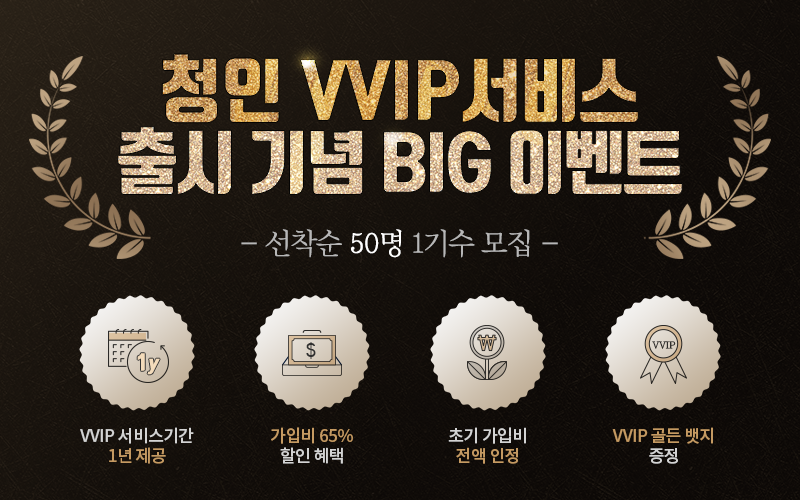 청인 VVIP서비스
출시 기념 BIG 이벤트
– 선착순 50명 1기수 모집 –
1y
$
₩
VVIP
VVIP 서비스기간
1년 제공
가입비 65%
할인 혜택
초기 가입비
전액 인정
VVIP 골든 뱃지
증정